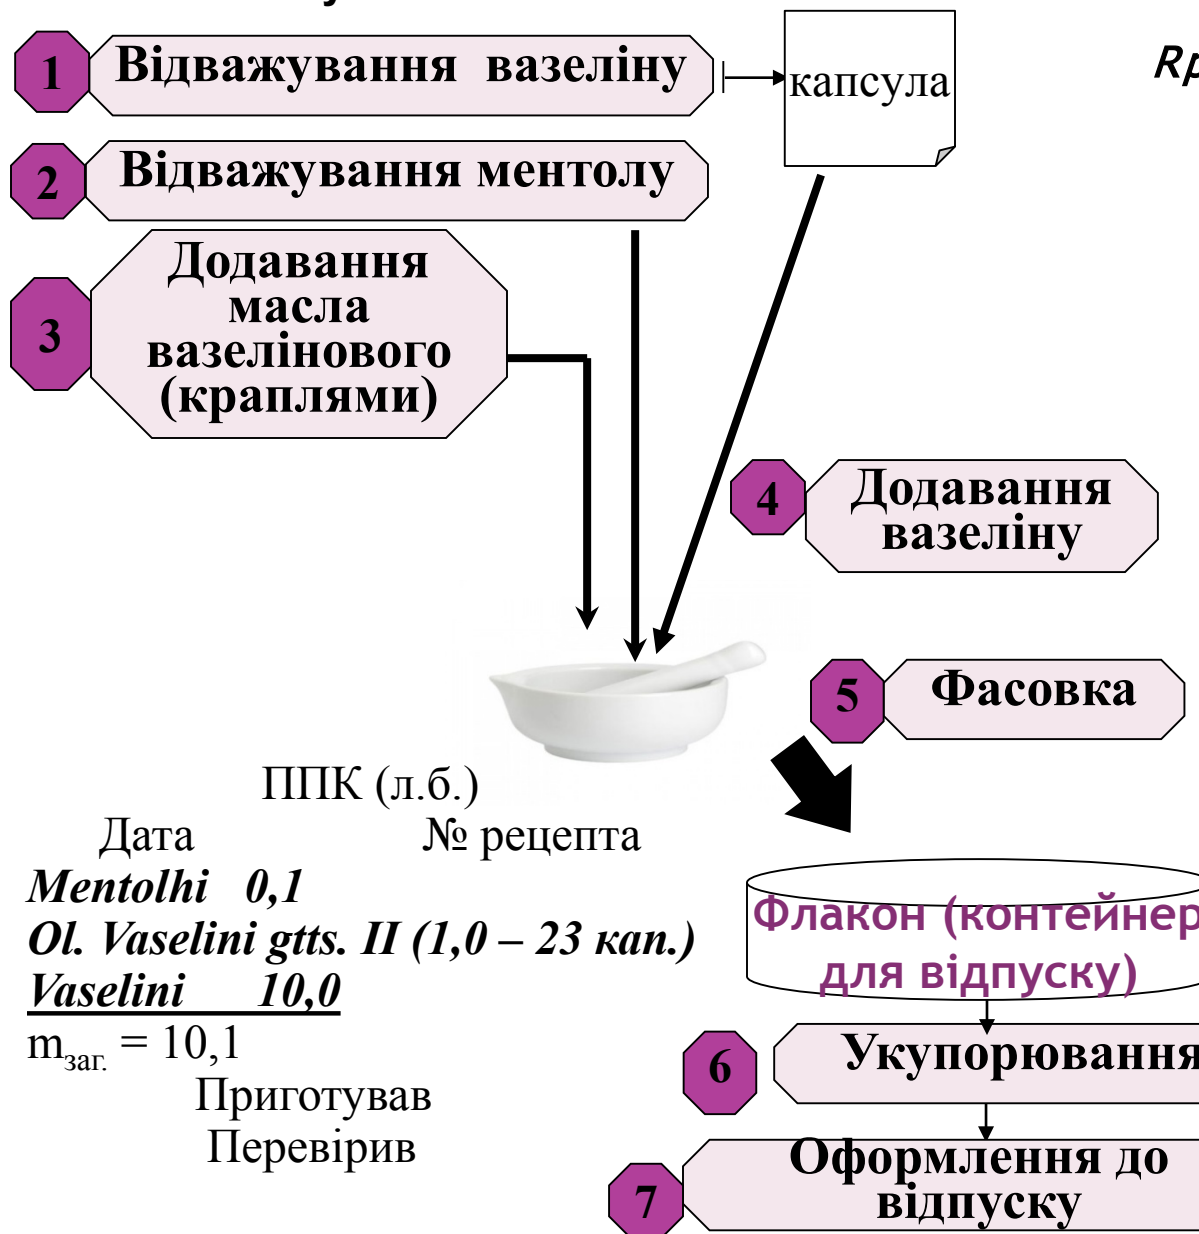 Rp
1
Відважування вазеліну
капсула
2
Відважування ментолу
3
Додавання
масла
вазелінового
(краплями)
4
Додавання
вазеліну
5
Фасовка
ППК (л.б.)
Дата № рецепта
Mentolhi 0,1
Ol. Vaselini gtts. II (1,0 – 23 кап.)
Vaselini 10,0
mзаг. = 10,1
Приготував
Перевірив
Флакон (контейнер
для відпуску)
6
Укупорювання
7
Оформлення до
відпуску